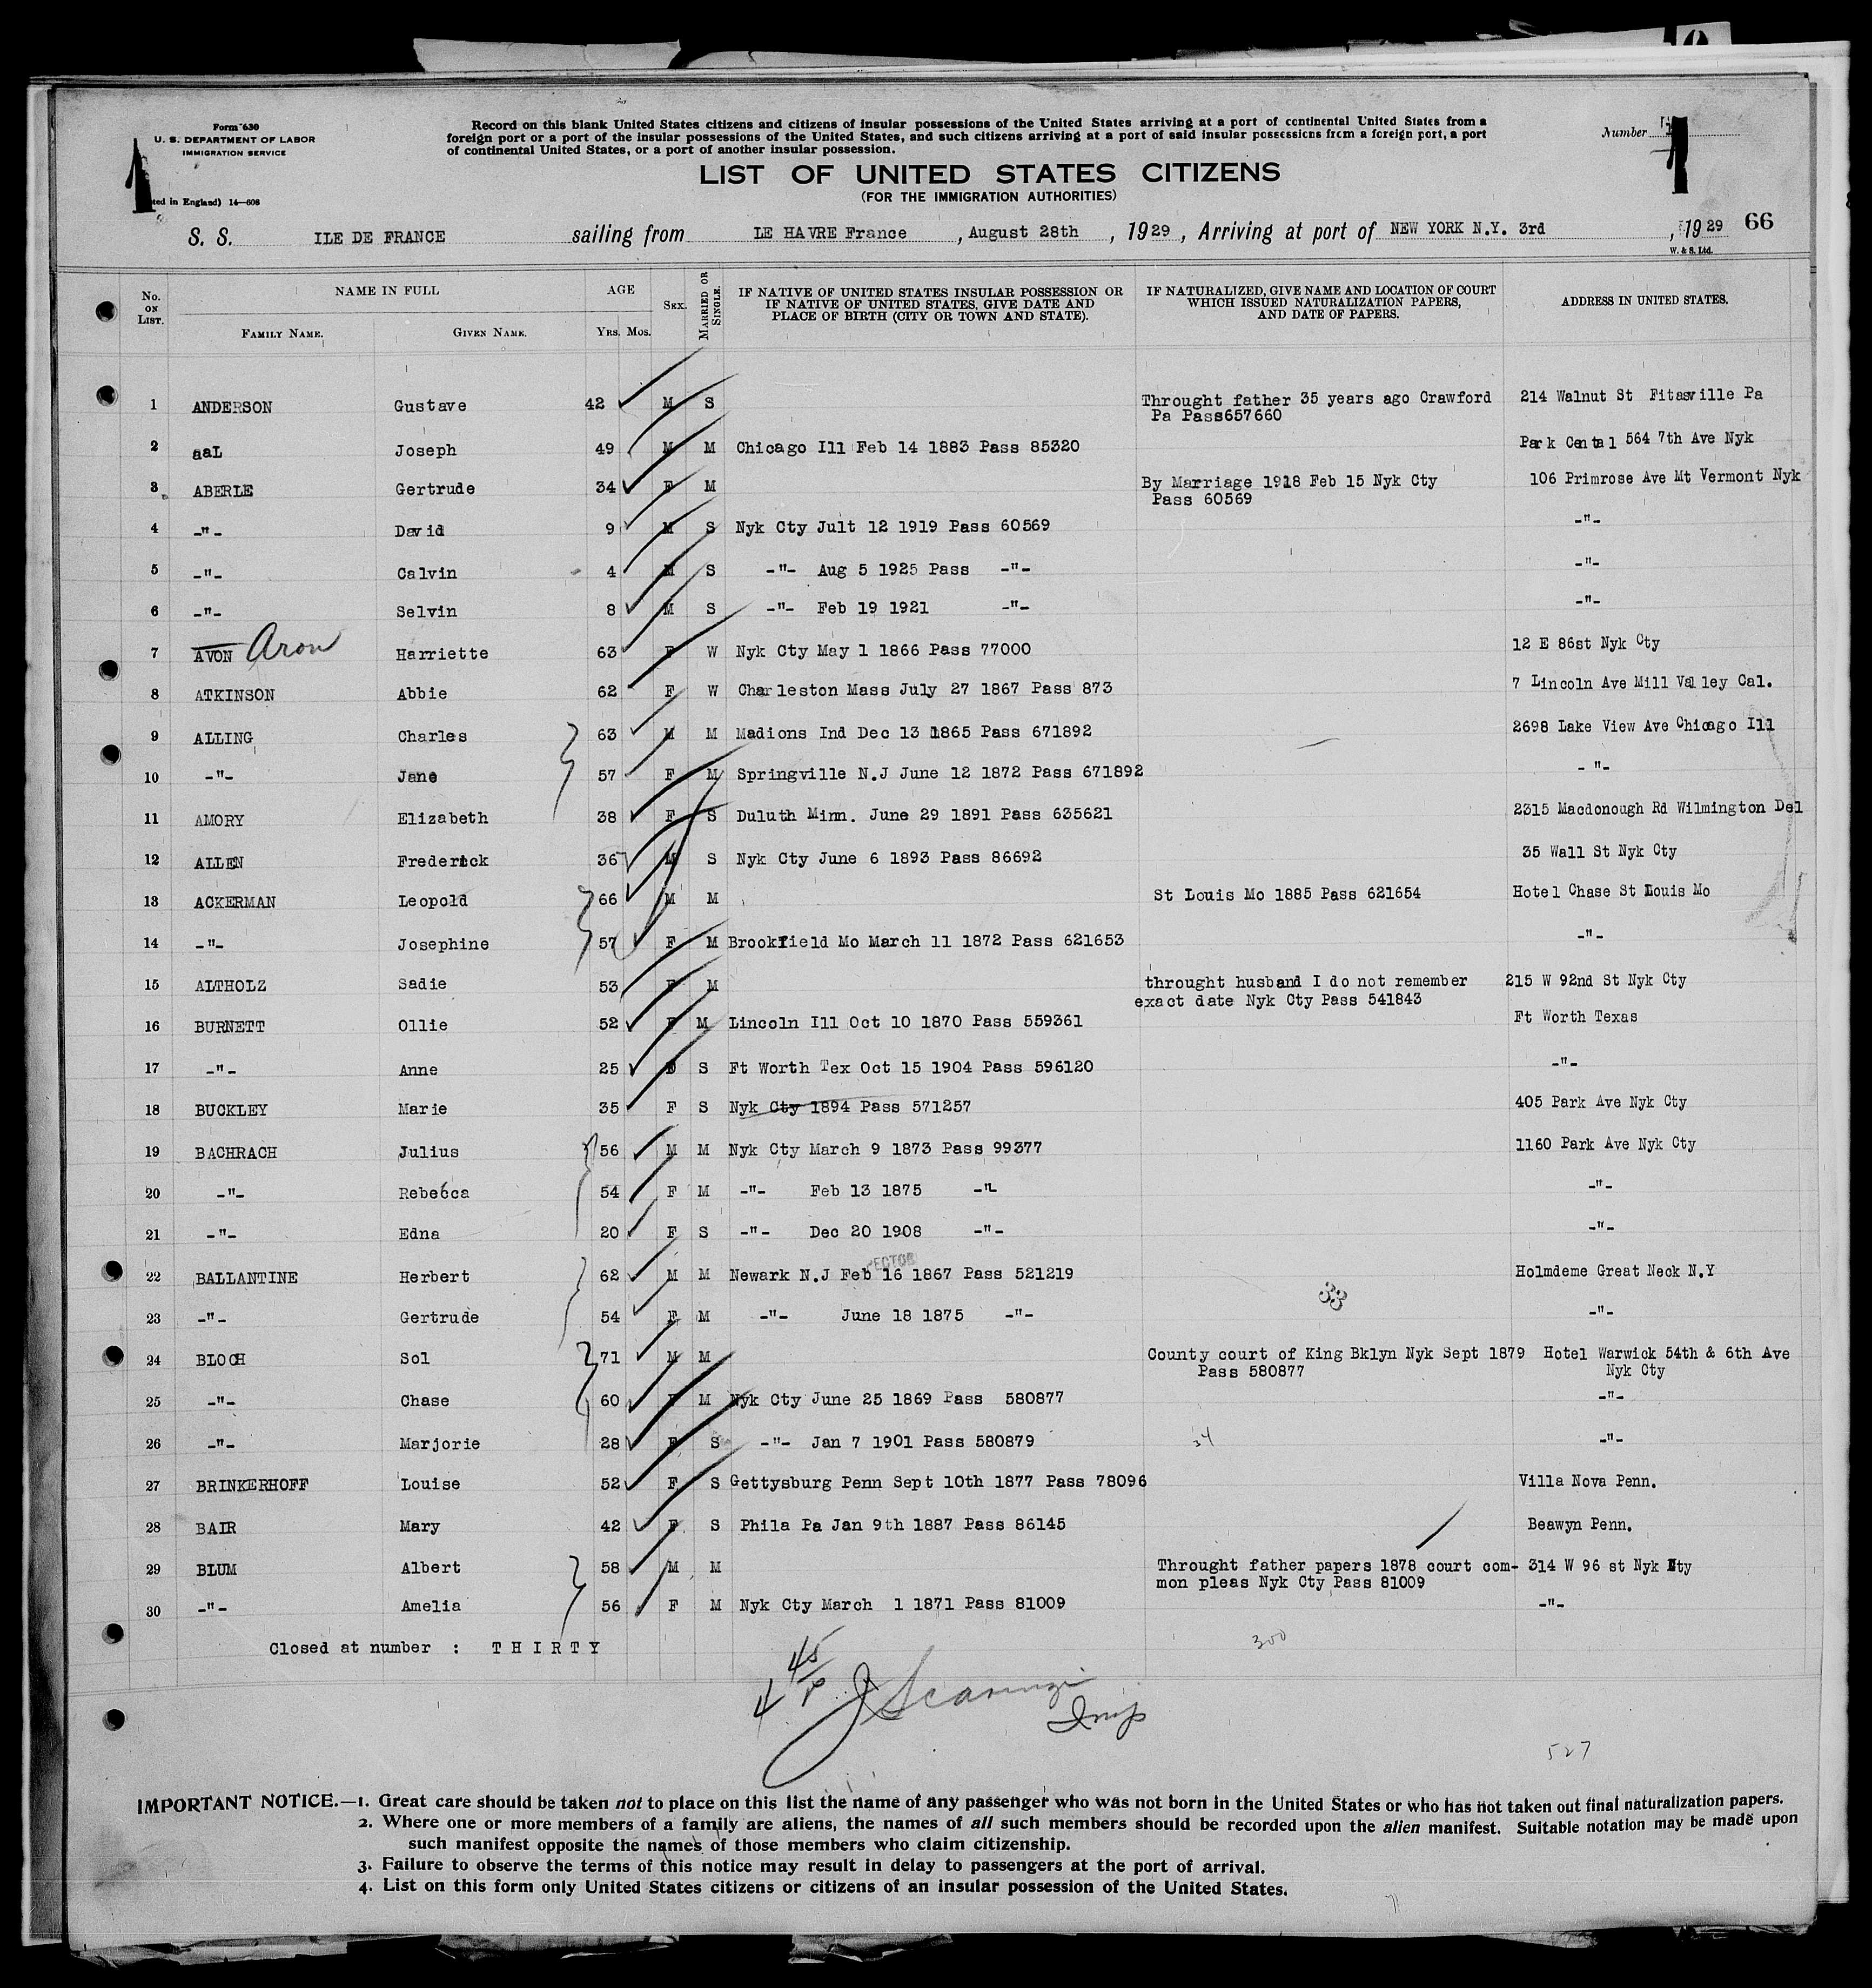 Form 630
U. S. DEPARTMENT OF LABOR
IMMIGRATION SERVICE
ted in England) 14—608
Record on this blank United States citizens and citizens of insular possessions of the United States arriving at a port of continental United States from a
foreign port or a port of the insular possessions of the United States, and such citizens arriving at a port of said insular possessions from a foreign port, a port
of continental United States, or a port of another insular possession.
Number
LIST OF UNITED STATES CITIZENS
(FOR THE IMMIGRATION AUTHORITIES)
S. S. ILE DE FRANCE sailing from LE HAVRE France, August 28th, 1929, Arriving at port of NEW YORK N.Y. 3rd, 1929 66
W. & S. Ltd.
No. ON LIST. NAME IN FULL FAMILY NAME. GIVEN NAME. AGE YRS. MOS. SEX. MARRIED OR SINGLE. IF NATIVE OF UNITED STATES INSULAR POSSESSION OR IF NATIVE OF UNITED STATES, GIVE DATE AND PLACE OF BIRTH (CITY OR TOWN AND STATE). IF NATURALIZED, GIVE NAME AND LOCATION OF COURT WHICH ISSUED NATURALIZATION PAPERS, AND DATE OF PAPERS. ADDRESS IN UNITED STATES.
1 ANDERSON Gustave 42 M S Throught father 35 years ago Crawford 214 Walnut St Fitasville Pa
Pa Pass657660
2 aaL Joseph 49 M M Chicago Ill Feb 14 1883 Pass 85320 Park Cental 564 7th Ave Nyk
3 ABERLE Gertrude 34 F M By Marriage 1918 Feb 15 Nyk Cty 106 Primrose Ave Mt Vermont Nyk
Pass 60569
4 -"- David 9 M S Nyk Cty Jult 12 1919 Pass 60569 -"-
5 -"- Calvin 4 M S -"- Aug 5 1925 Pass -"- -"-
6 -"- Selvin 8 M S -"- Feb 19 1921 -"- -"-
7 AVON Aron Harriette 63 F W Nyk Cty May 1 1866 Pass 77000 12 E 86st Nyk Cty
8 ATKINSON Abbie 62 F W Charleston Mass July 27 1867 Pass 873 7 Lincoln Ave Mill Valley Cal.
9 ALLING Charles 63 M M Madions Ind Dec 13 1865 Pass 671892 2698 Lake View Ave Chicago Ill
10 -"- Jane 57 F M Springville N.J June 12 1872 Pass 671892 - "-
11 AMORY Elizabeth 38 F S Duluth Minn. June 29 1891 Pass 635621 2315 Macdonough Rd Wilmington Del
12 ALLEN Frederick 36 M S Nyk Cty June 6 1893 Pass 86692 35 Wall St Nyk Cty
13 ACKERMAN Leopold 66 M M St Louis Mo 1885 Pass 621654 Hotel Chase St Louis Mo
14 -"- Josephine 57 F M Brookfield Mo March 11 1872 Pass 621653 -"-
15 ALTHOLZ Sadie 53 F M throught husband I do not remember 215 W 92nd St Nyk Cty
exact date Nyk Cty Pass 541843
16 BURNETT Ollie 52 F M Lincoln Ill Oct 10 1870 Pass 559361 Ft Worth Texas
17 -"- Anne 25 S Ft Worth Tex Oct 15 1904 Pass 596120 -"-
18 BUCKLEY Marie 35 F S Nyk Cty 1894 Pass 571257 405 Park Ave Nyk Cty
19 BACHRACH Julius 56 M M Nyk Cty March 9 1873 Pass 99377 1160 Park Ave Nyk Cty
20 -"- Rebecca 54 F M -"- Feb 13 1875 -"- -"-
21 -"- Edna 20 F S -"- Dec 20 1908 -"- -"-
22 BALLANTINE Herbert 62 M M Newark N.J Feb 16 1867 Pass 521219 Holmdeme Great Neck N.Y
23 -"- Gertrude 54 F M -"- June 18 1875 -"- -"-
33
24 BLOCH Sol 71 M M County court of King Bklyn Nyk Sept 1879 Hotel Warwick 54th & 6th Ave
Pass 580877 Nyk Cty
25 -"- Chase 60 F M Nyk Cty June 25 1869 Pass 580877 -"-
26 -"- Marjorie 28 F S -"- Jan 7 1901 Pass 580879 34 -"-
27 BRINKERHOFF Louise 52 F S Gettysburg Penn Sept 10th 1877 Pass 78096 Villa Nova Penn.
28 BAIR Mary 42 F S Phila Pa Jan 9th 1887 Pass 86145 Beawyn Penn.
29 BLUM Albert 58 M M Throught father papers 1878 court com- 314 W 96 st Nyk Cty
mon pleas Nyk Cty Pass 81009
30 -"- Amelia 56 F M Nyk Cty March 1 1871 Pass 81009 -"-
Closed at number : T H I R T Y
300
45
Insp
527
IMPORTANT NOTICE.—1. Great care should be taken not to place on this list the name of any passenger who was not born in the United States or who has not taken out final naturalization papers.
2. Where one or more members of a family are aliens, the names of all such members should be recorded upon the alien manifest. Suitable notation may be made upon
such manifest opposite the names of those members who claim citizenship.
3. Failure to observe the terms of this notice may result in delay to passengers at the port of arrival.
4. List on this form only United States citizens or citizens of an insular possession of the United States.